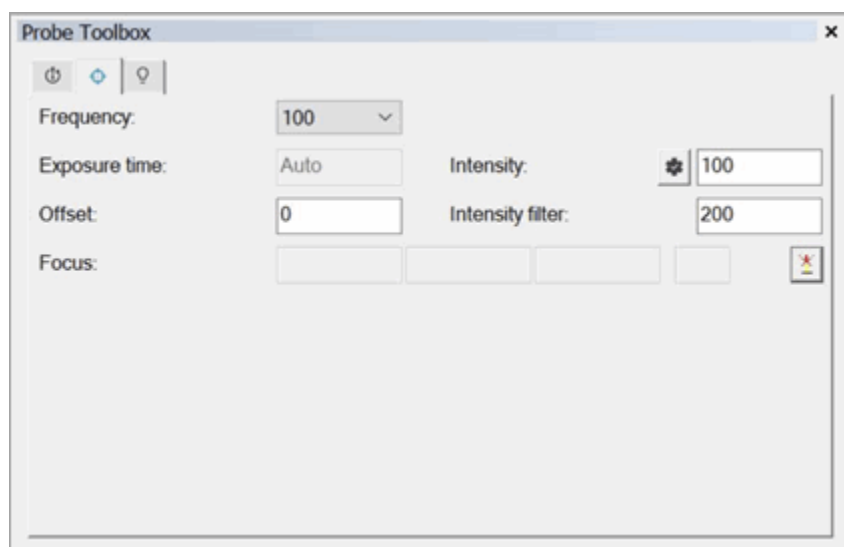 Probe Toolbox
Frequency: 100
Exposure time: Auto Intensity: 100
Offset: 0 Intensity filter: 200
Focus: